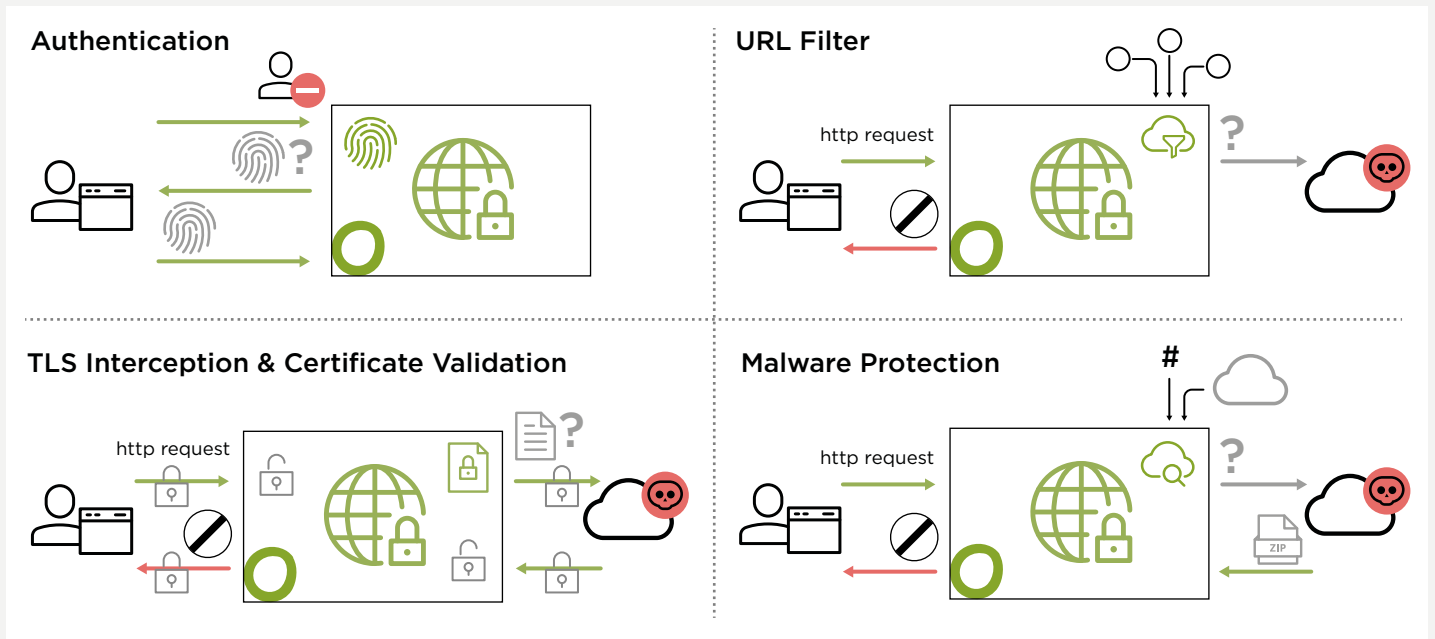 Authentication
?
URL Filter
http request
?
TLS Interception & Certificate Validation
http request
?
Malware Protection
#
http request
?
ZIP